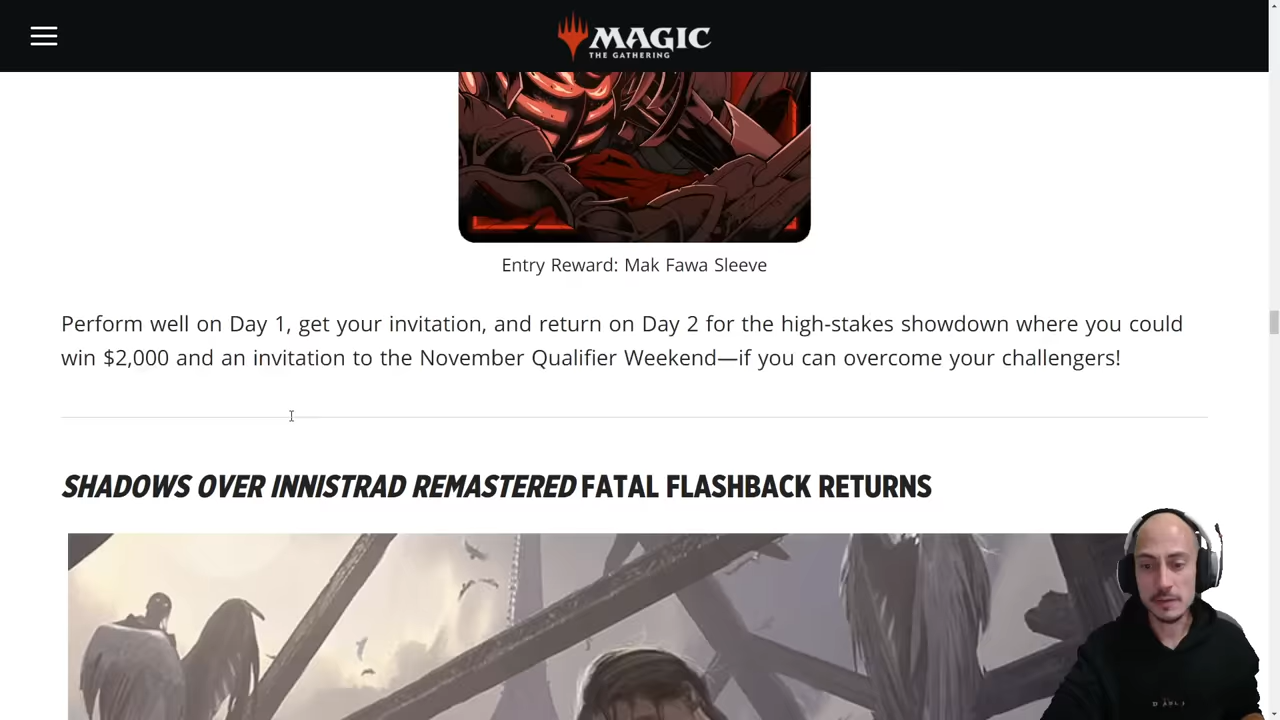 MAGIC
THE GATHERING
Entry Reward: Mak Fawa Sleeve
Perform well on Day 1, get your invitation, and return on Day 2 for the high-stakes showdown where you could
win $2,000 and an invitation to the November Qualifier Weekend—if you can overcome your challengers!
SHADOWS OVER INNISTRAD REMASTERED FATAL FLASHBACK RETURNS